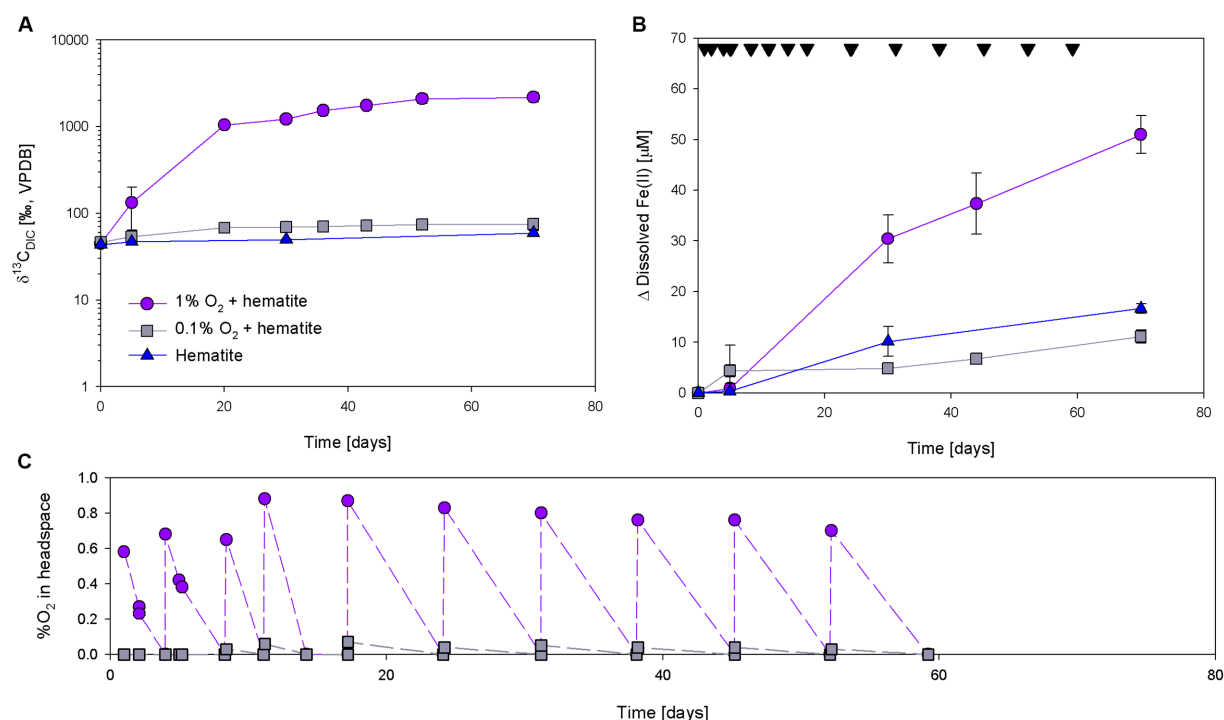 A
10000
1000
100
10
1
δ¹³C_DIC [‰, VPDB]
1% O₂ + hematite
0.1% O₂ + hematite
Hematite
0 20 40 60 80
Time [days]
B
70
60
50
40
30
20
10
0
Δ Dissolved Fe(II) [µM]
0 20 40 60 80
Time [days]
C
1.0
0.8
0.6
0.4
0.2
0.0
%O₂ in headspace
0 20 40 60 80
Time [days]